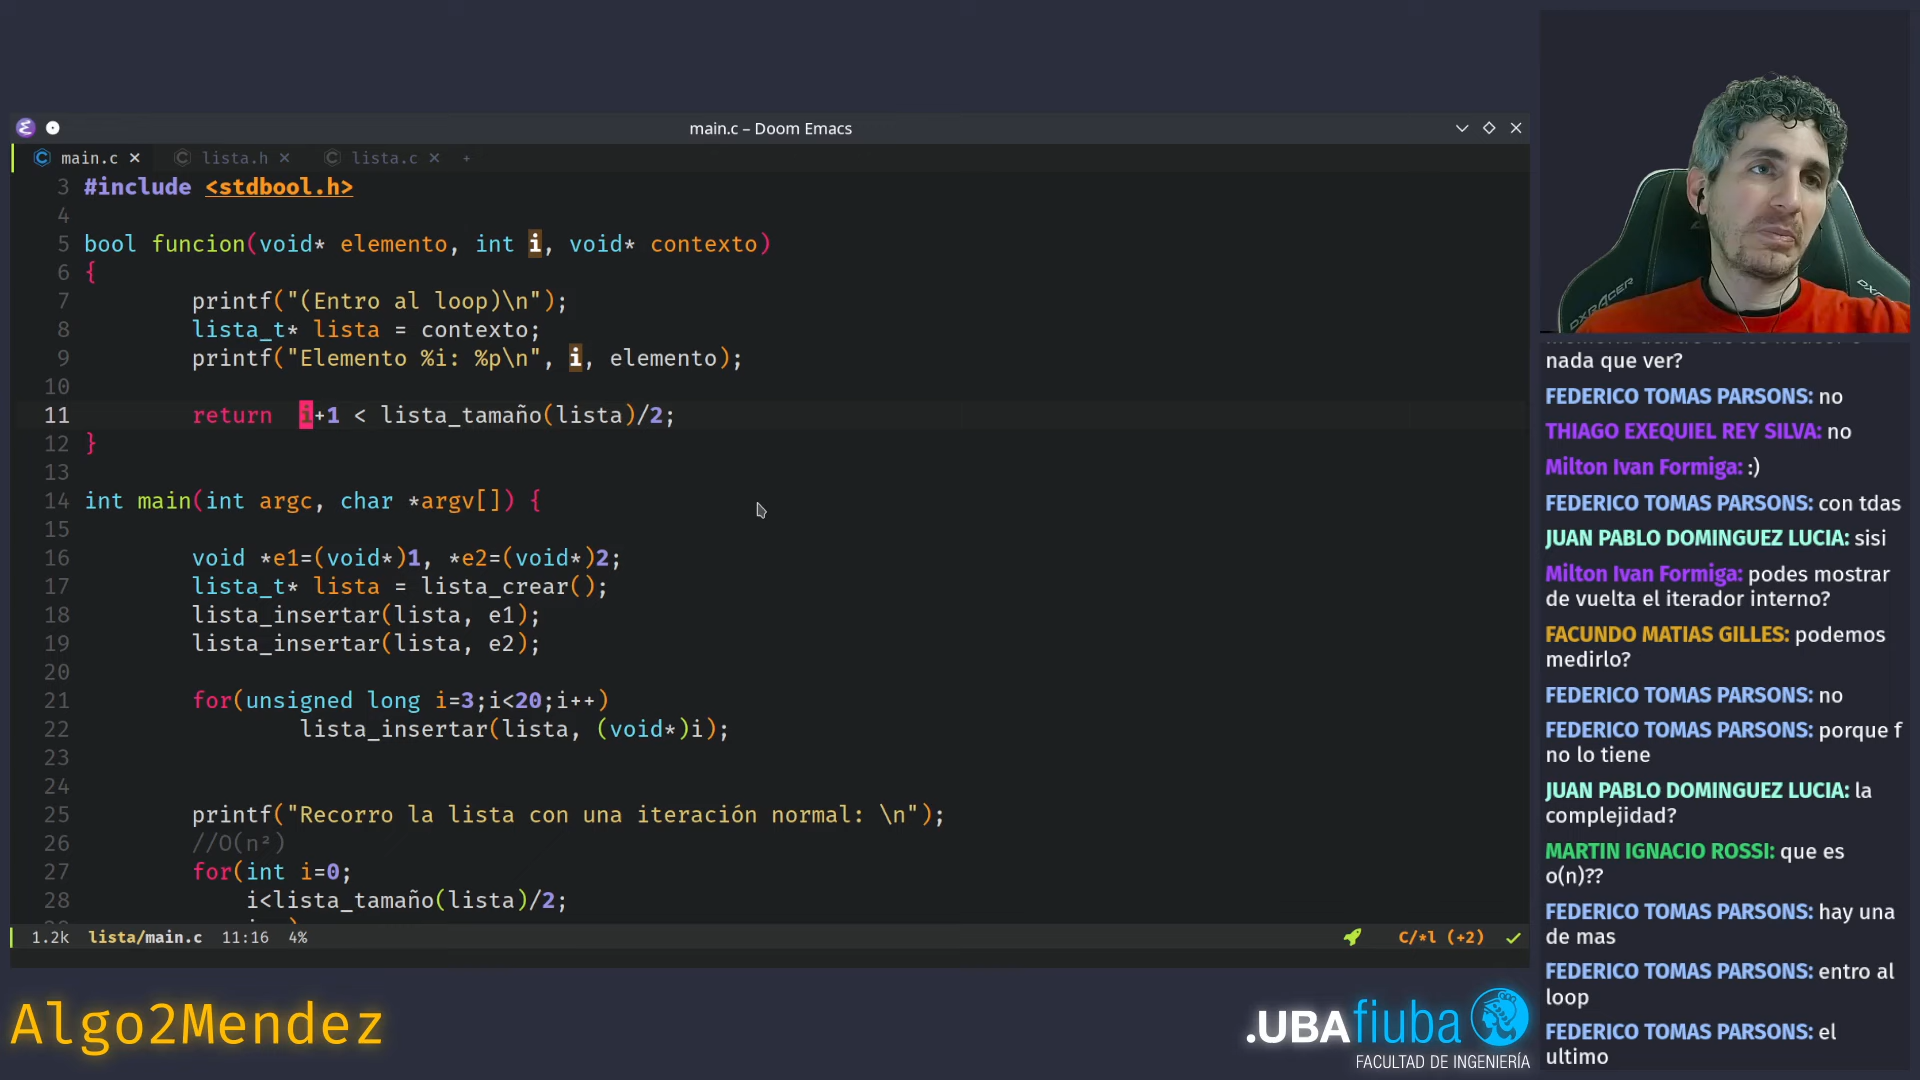 main.c – Doom Emacs
main.c × lista.h × lista.c × +
3 #include <stdbool.h>
4
5 bool funcion(void* elemento, int i, void* contexto)
6 {
7 printf("(Entro al loop)\n");
8 lista_t* lista = contexto;
9 printf("Elemento %i: %p\n", i, elemento);
10
11 return  i+1 < lista_tamaño(lista)/2;
12 }
13
14 int main(int argc, char *argv[]) {
15
16 void *e1=(void*)1, *e2=(void*)2;
17 lista_t* lista = lista_crear();
18 lista_insertar(lista, e1);
19 lista_insertar(lista, e2);
20
21 for(unsigned long i=3;i<20;i++)
22 lista_insertar(lista, (void*)i);
23
24
25 printf("Recorro la lista con una iteración normal: \n");
26 //O(n²)
27 for(int i=0;
28 i<lista_tamaño(lista)/2;
1.2k lista/main.c 11:16 4% C/*l (+2) ✓
Algo2Mendez
.UBAfiuba
FACULTAD DE INGENIERÍA
DXRACER
nada que ver?
FEDERICO TOMAS PARSONS: no
THIAGO EXEQUIEL REY SILVA: no
Milton Ivan Formiga: :)
FEDERICO TOMAS PARSONS: con tdas
JUAN PABLO DOMINGUEZ LUCIA: sisi
Milton Ivan Formiga: podes mostrar
de vuelta el iterador interno?
FACUNDO MATIAS GILLES: podemos
medirlo?
FEDERICO TOMAS PARSONS: no
FEDERICO TOMAS PARSONS: porque f
no lo tiene
JUAN PABLO DOMINGUEZ LUCIA: la
complejidad?
MARTIN IGNACIO ROSSI: que es
o(n)??
FEDERICO TOMAS PARSONS: hay una
de mas
FEDERICO TOMAS PARSONS: entro al
loop
FEDERICO TOMAS PARSONS: el
ultimo